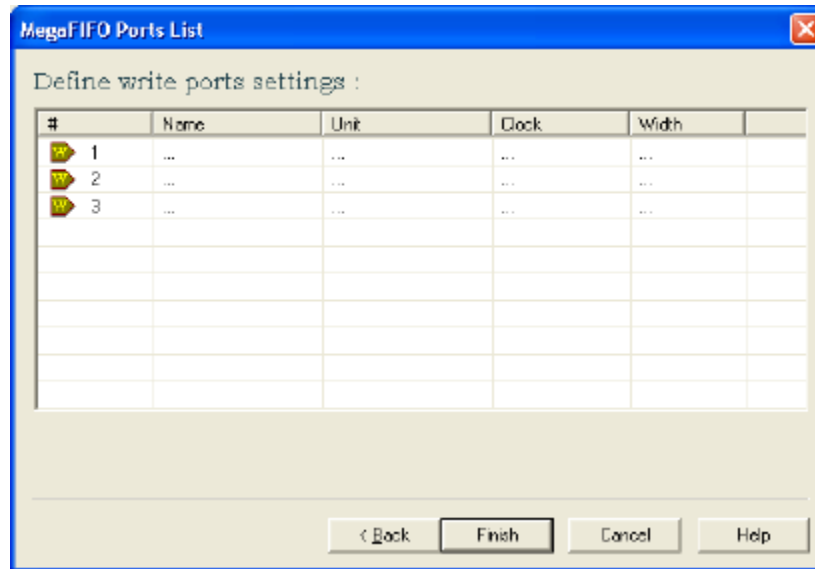 MegaFIFO Ports List
Define write ports settings :
# Name Unit Clock Width
W 1 ... ... ... ...
W 2 ... ... ... ...
W 3 ... ... ... ...
< Back Finish Cancel Help